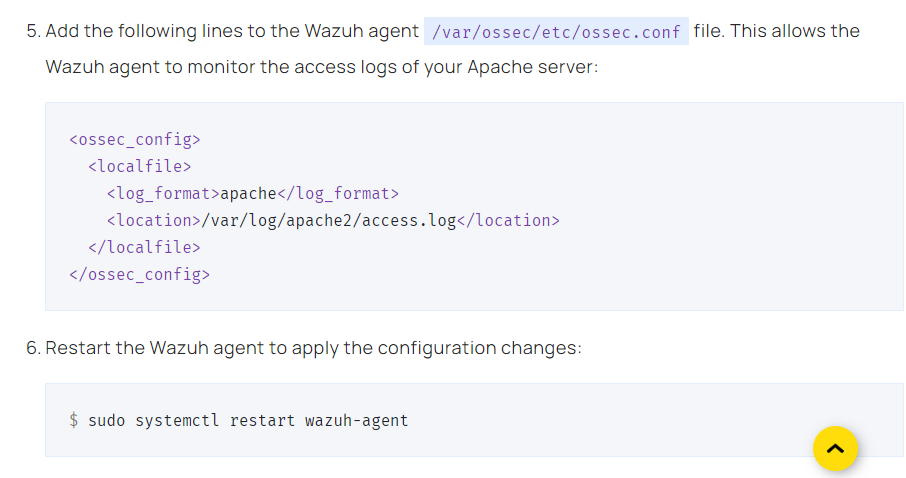 5. Add the following lines to the Wazuh agent /var/ossec/etc/ossec.conf file. This allows the
Wazuh agent to monitor the access logs of your Apache server:
<ossec_config>
  <localfile>
    <log_format>apache</log_format>
    <location>/var/log/apache2/access.log</location>
  </localfile>
</ossec_config>
6. Restart the Wazuh agent to apply the configuration changes:
$ sudo systemctl restart wazuh-agent